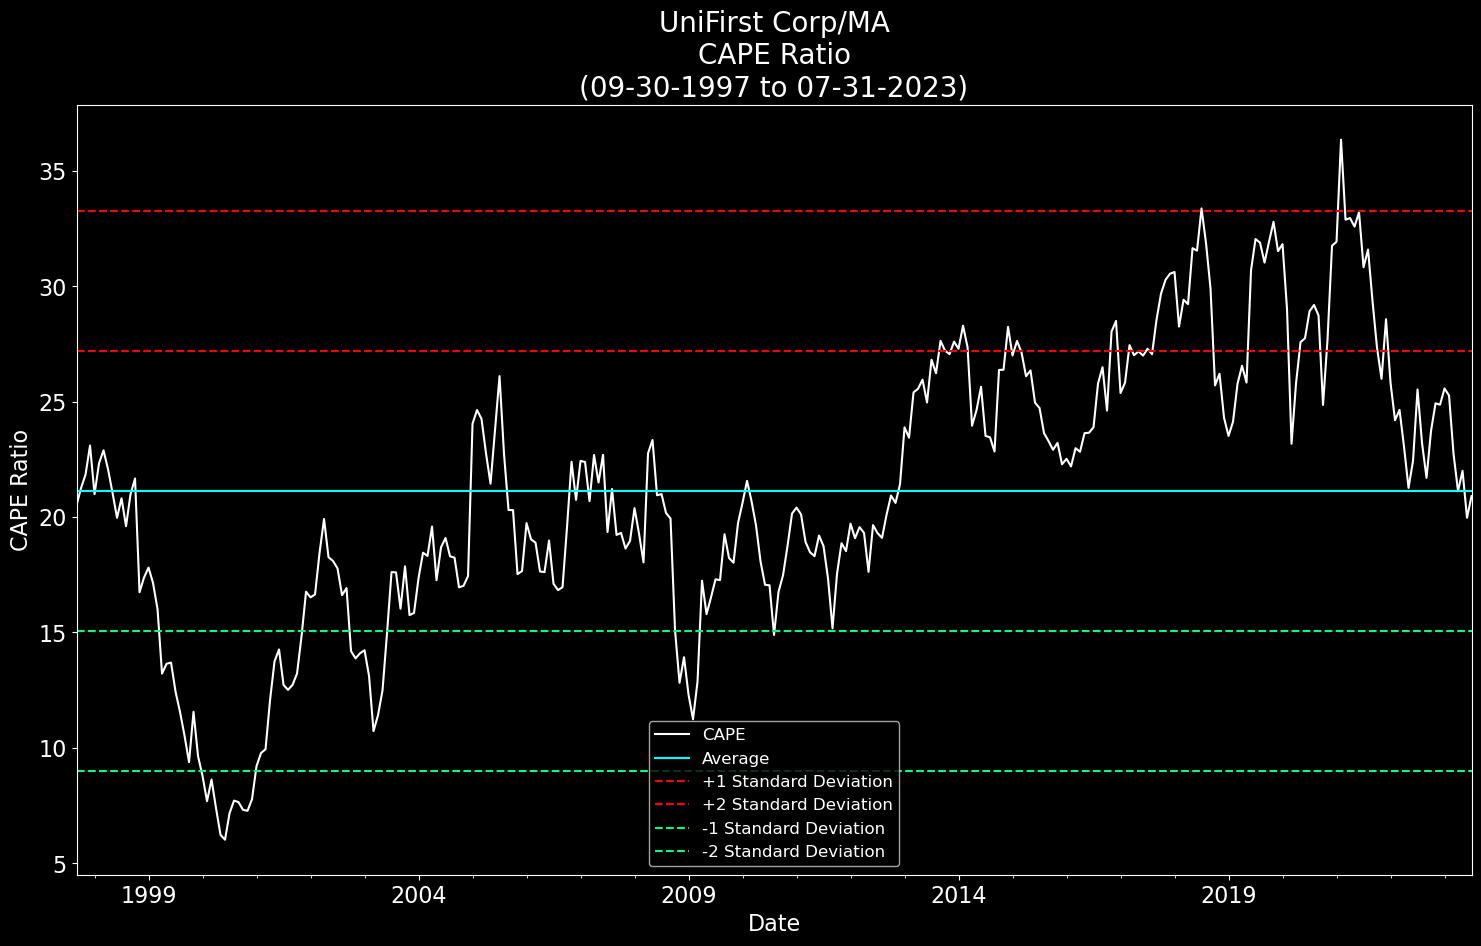 UniFirst Corp/MA
CAPE Ratio
(09-30-1997 to 07-31-2023)
CAPE Ratio
35
30
25
20
15
10
5
CAPE
Average
+1 Standard Deviation
+2 Standard Deviation
-1 Standard Deviation
-2 Standard Deviation
1999 2004 2009 2014 2019
Date